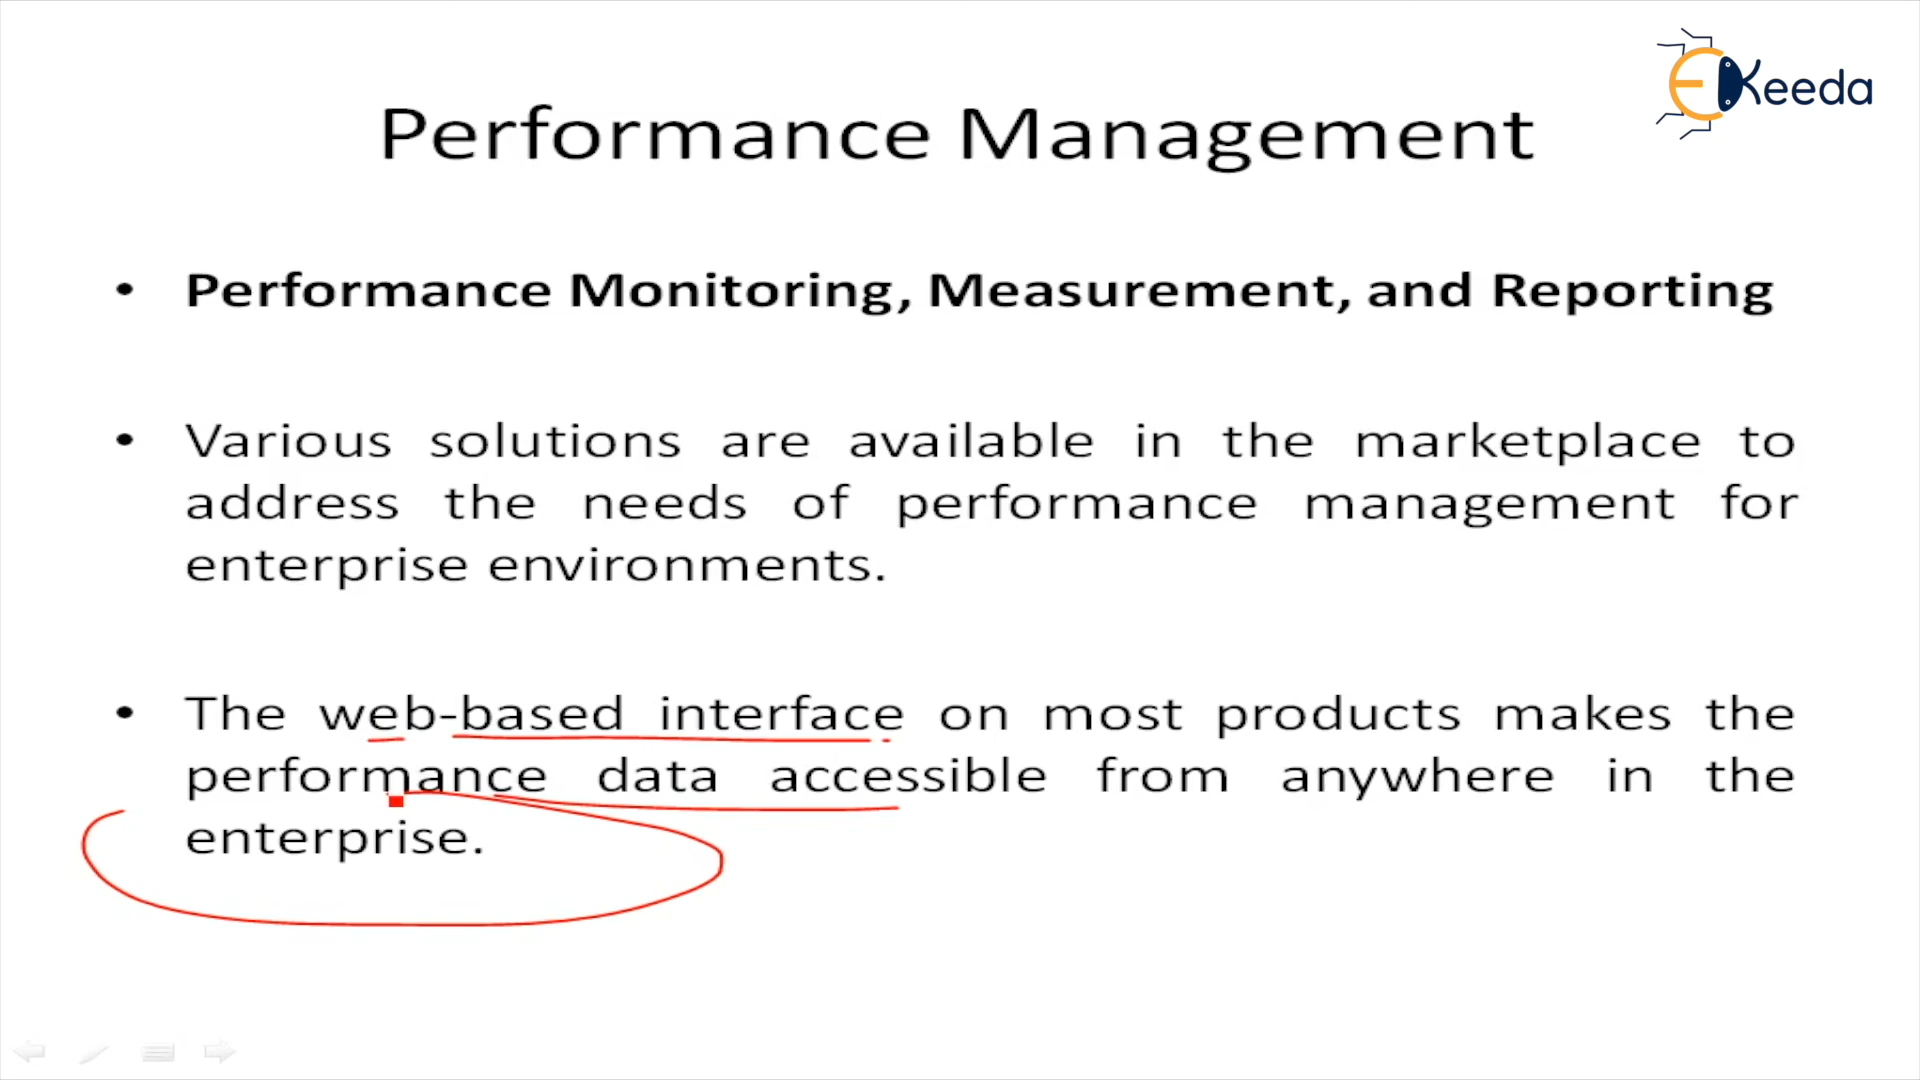 EKeeda
Performance Management
• Performance Monitoring, Measurement, and Reporting
• Various solutions are available in the marketplace to
address the needs of performance management for
enterprise environments.
• The web-based interface on most products makes the
performance data accessible from anywhere in the
enterprise.